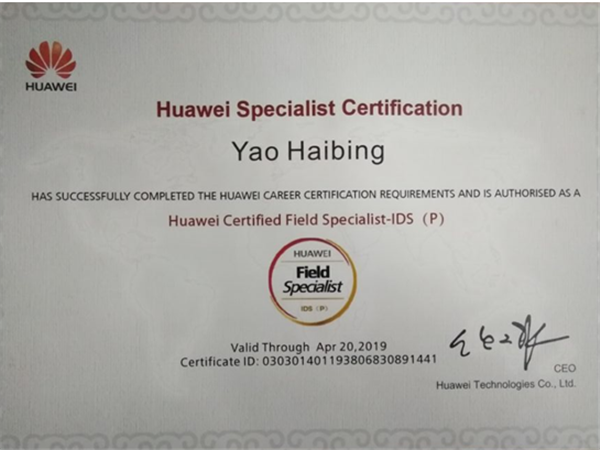 HUAWEI
Huawei Specialist Certification
Yao Haibing
HAS SUCCESSFULLY COMPLETED THE HUAWEI CAREER CERTIFICATION REQUIREMENTS AND IS AUTHORISED AS A
Huawei Certified Field Specialist-IDS（P）
HUAWEI
Field
Specialist
IDS（P）
Valid Through Apr 20,2019
Certificate ID: 030301401193806830891441
CEO
Huawei Technologies Co., Ltd.